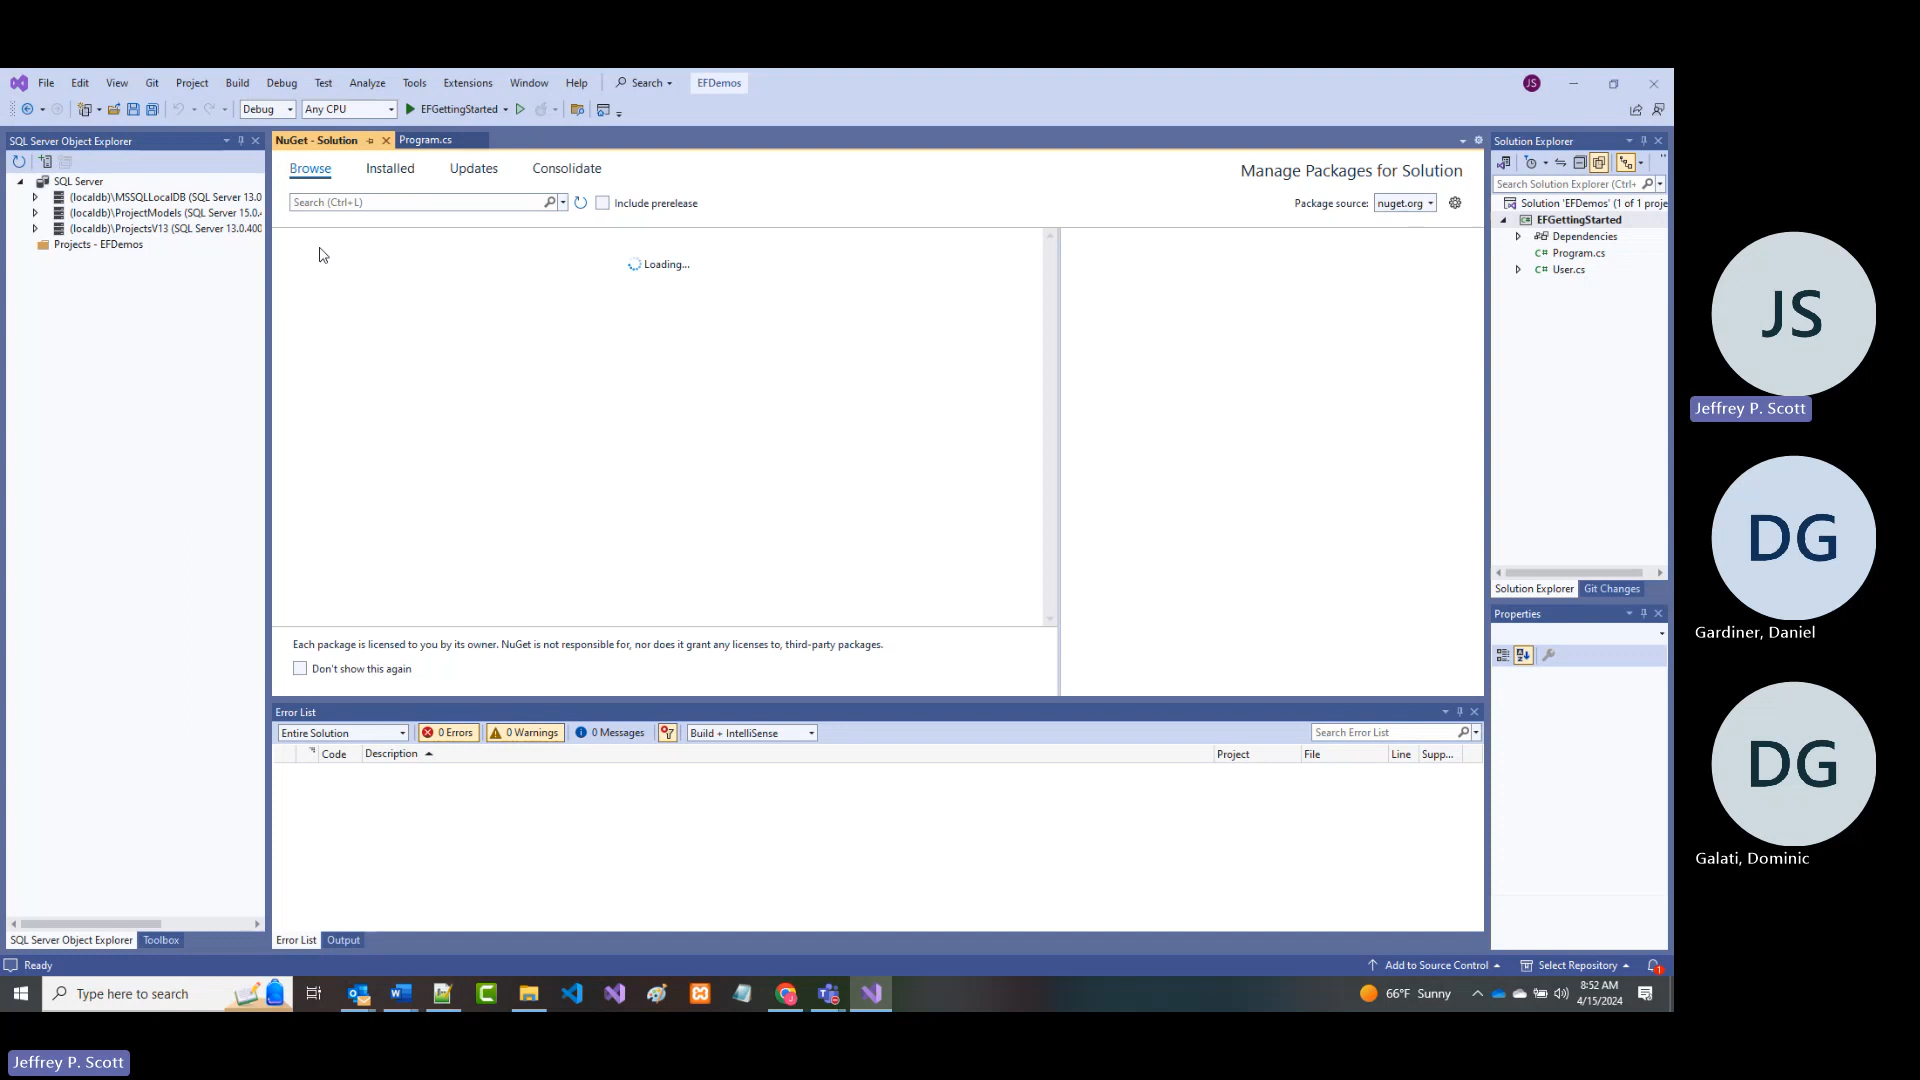 File Edit View Git Project Build Debug Test Analyze Tools Extensions Window Help Search EFDemos JS
Debug Any CPU EFGettingStarted
SQL Server Object Explorer
SQL Server
(localdb)\MSSQLLocalDB (SQL Server 13.0
(localdb)\ProjectModels (SQL Server 15.0.
(localdb)\ProjectsV13 (SQL Server 13.0.400
Projects - EFDemos
SQL Server Object Explorer Toolbox
NuGet - Solution Program.cs
Browse Installed Updates Consolidate
Manage Packages for Solution
Search (Ctrl+L) Include prerelease
Package source: nuget.org
Loading...
Each package is licensed to you by its owner. NuGet is not responsible for, nor does it grant any licenses to, third-party packages.
Don't show this again
Error List
Entire Solution 0 Errors 0 Warnings 0 Messages Build + IntelliSense Search Error List
Code Description Project File Line Supp...
Error List Output
Solution Explorer
Search Solution Explorer (Ctrl+
Solution 'EFDemos' (1 of 1 proje
EFGettingStarted
Dependencies
C# Program.cs
C# User.cs
Solution Explorer Git Changes
Properties
Ready
Add to Source Control Select Repository 1
Type here to search
66°F Sunny
8:52 AM
4/15/2024
JS
Jeffrey P. Scott
DG
Gardiner, Daniel
DG
Galati, Dominic
Jeffrey P. Scott